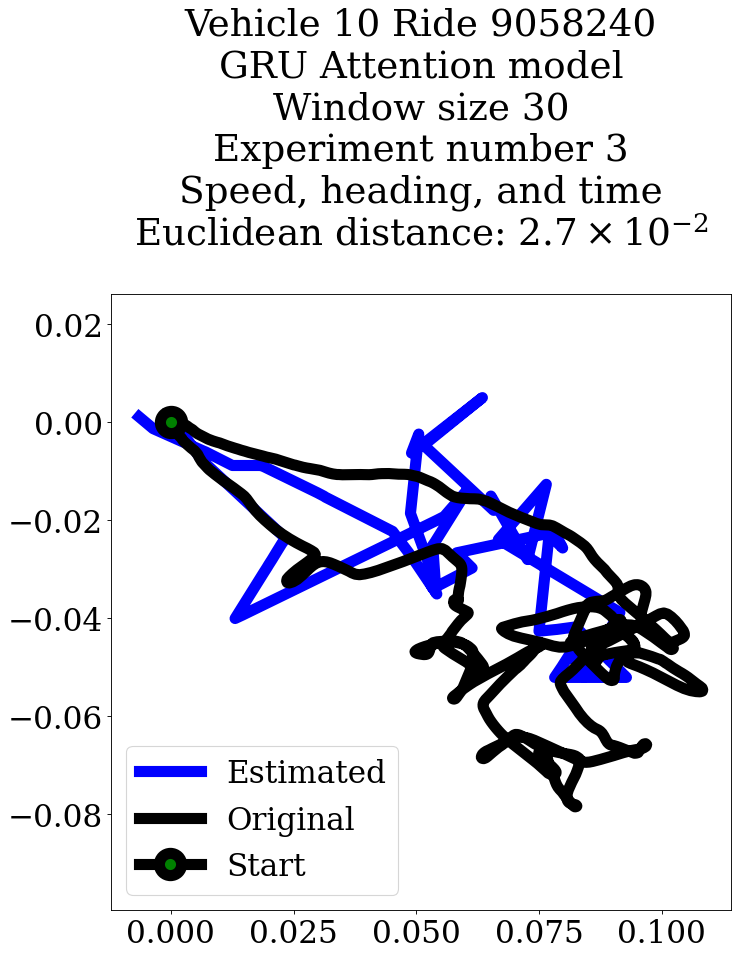 Vehicle 10 Ride 9058240
GRU Attention model
Window size 30
Experiment number 3
Speed, heading, and time
Euclidean distance: 2.7 × 10⁻²
0.02
0.00
−0.02
−0.04
−0.06
−0.08
Estimated
Original
Start
0.000 0.025 0.050 0.075 0.100